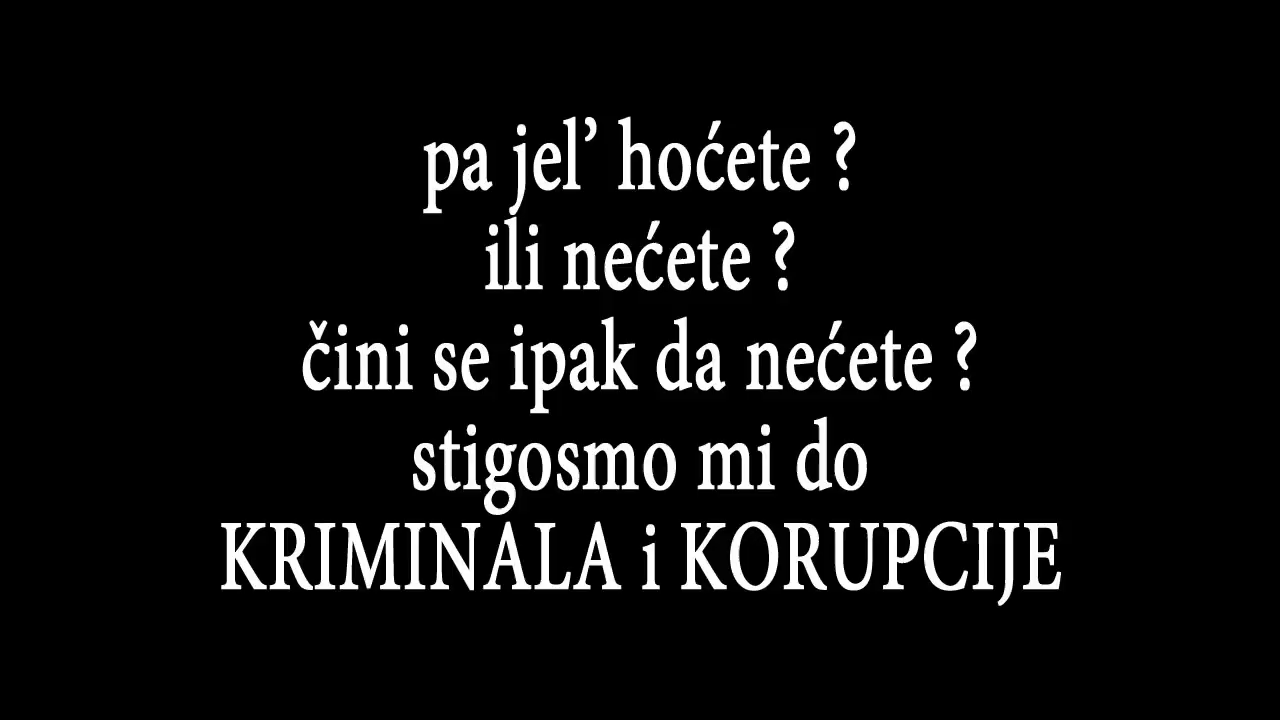 pa jel’ hoćete ?
ili nećete ?
čini se ipak da nećete ?
stigosmo mi do
KRIMINALA i KORUPCIJE